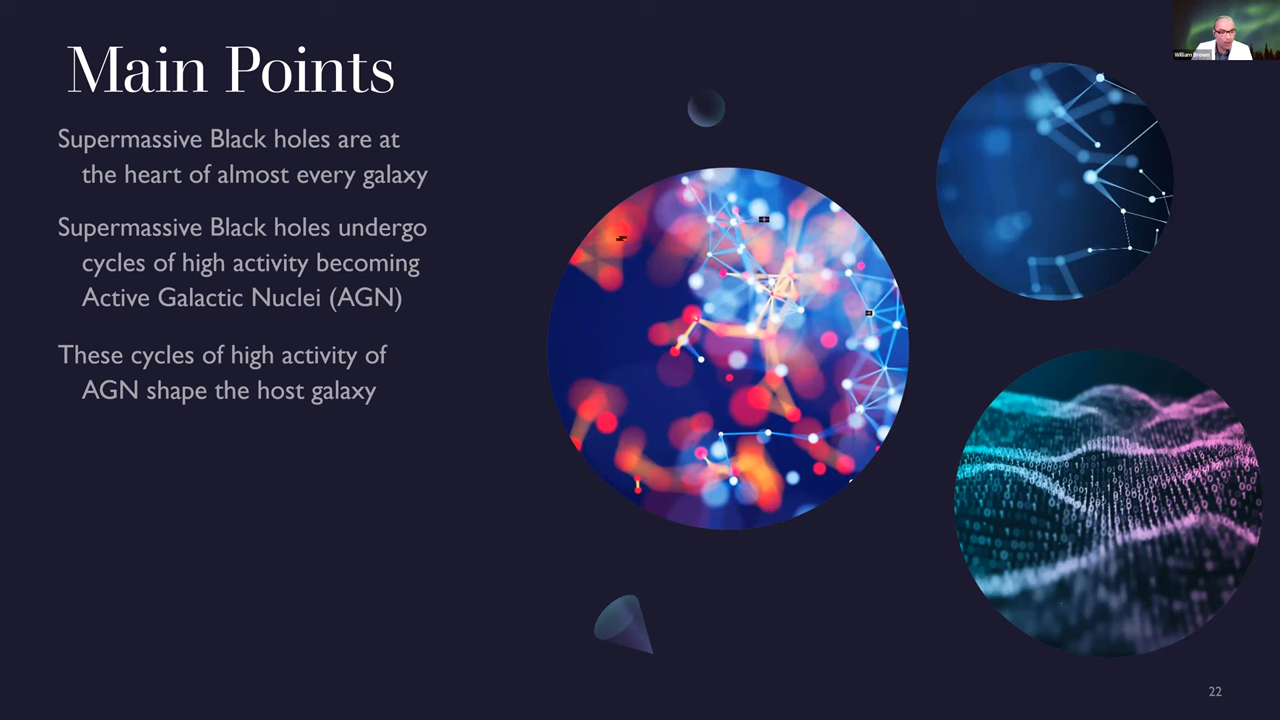 Main Points
Supermassive Black holes are at
the heart of almost every galaxy
Supermassive Black holes undergo
cycles of high activity becoming
Active Galactic Nuclei (AGN)
These cycles of high activity of
AGN shape the host galaxy
William Brown
22